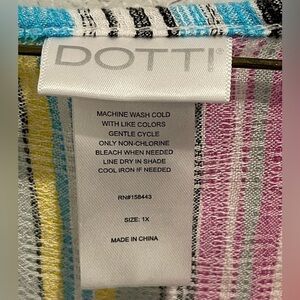 DOTTI®
MACHINE WASH COLD
WITH LIKE COLORS
GENTLE CYCLE
ONLY NON-CHLORINE
BLEACH WHEN NEEDED
LINE DRY IN SHADE
COOL IRON IF NEEDED
RN#158443
SIZE: 1X
MADE IN CHINA